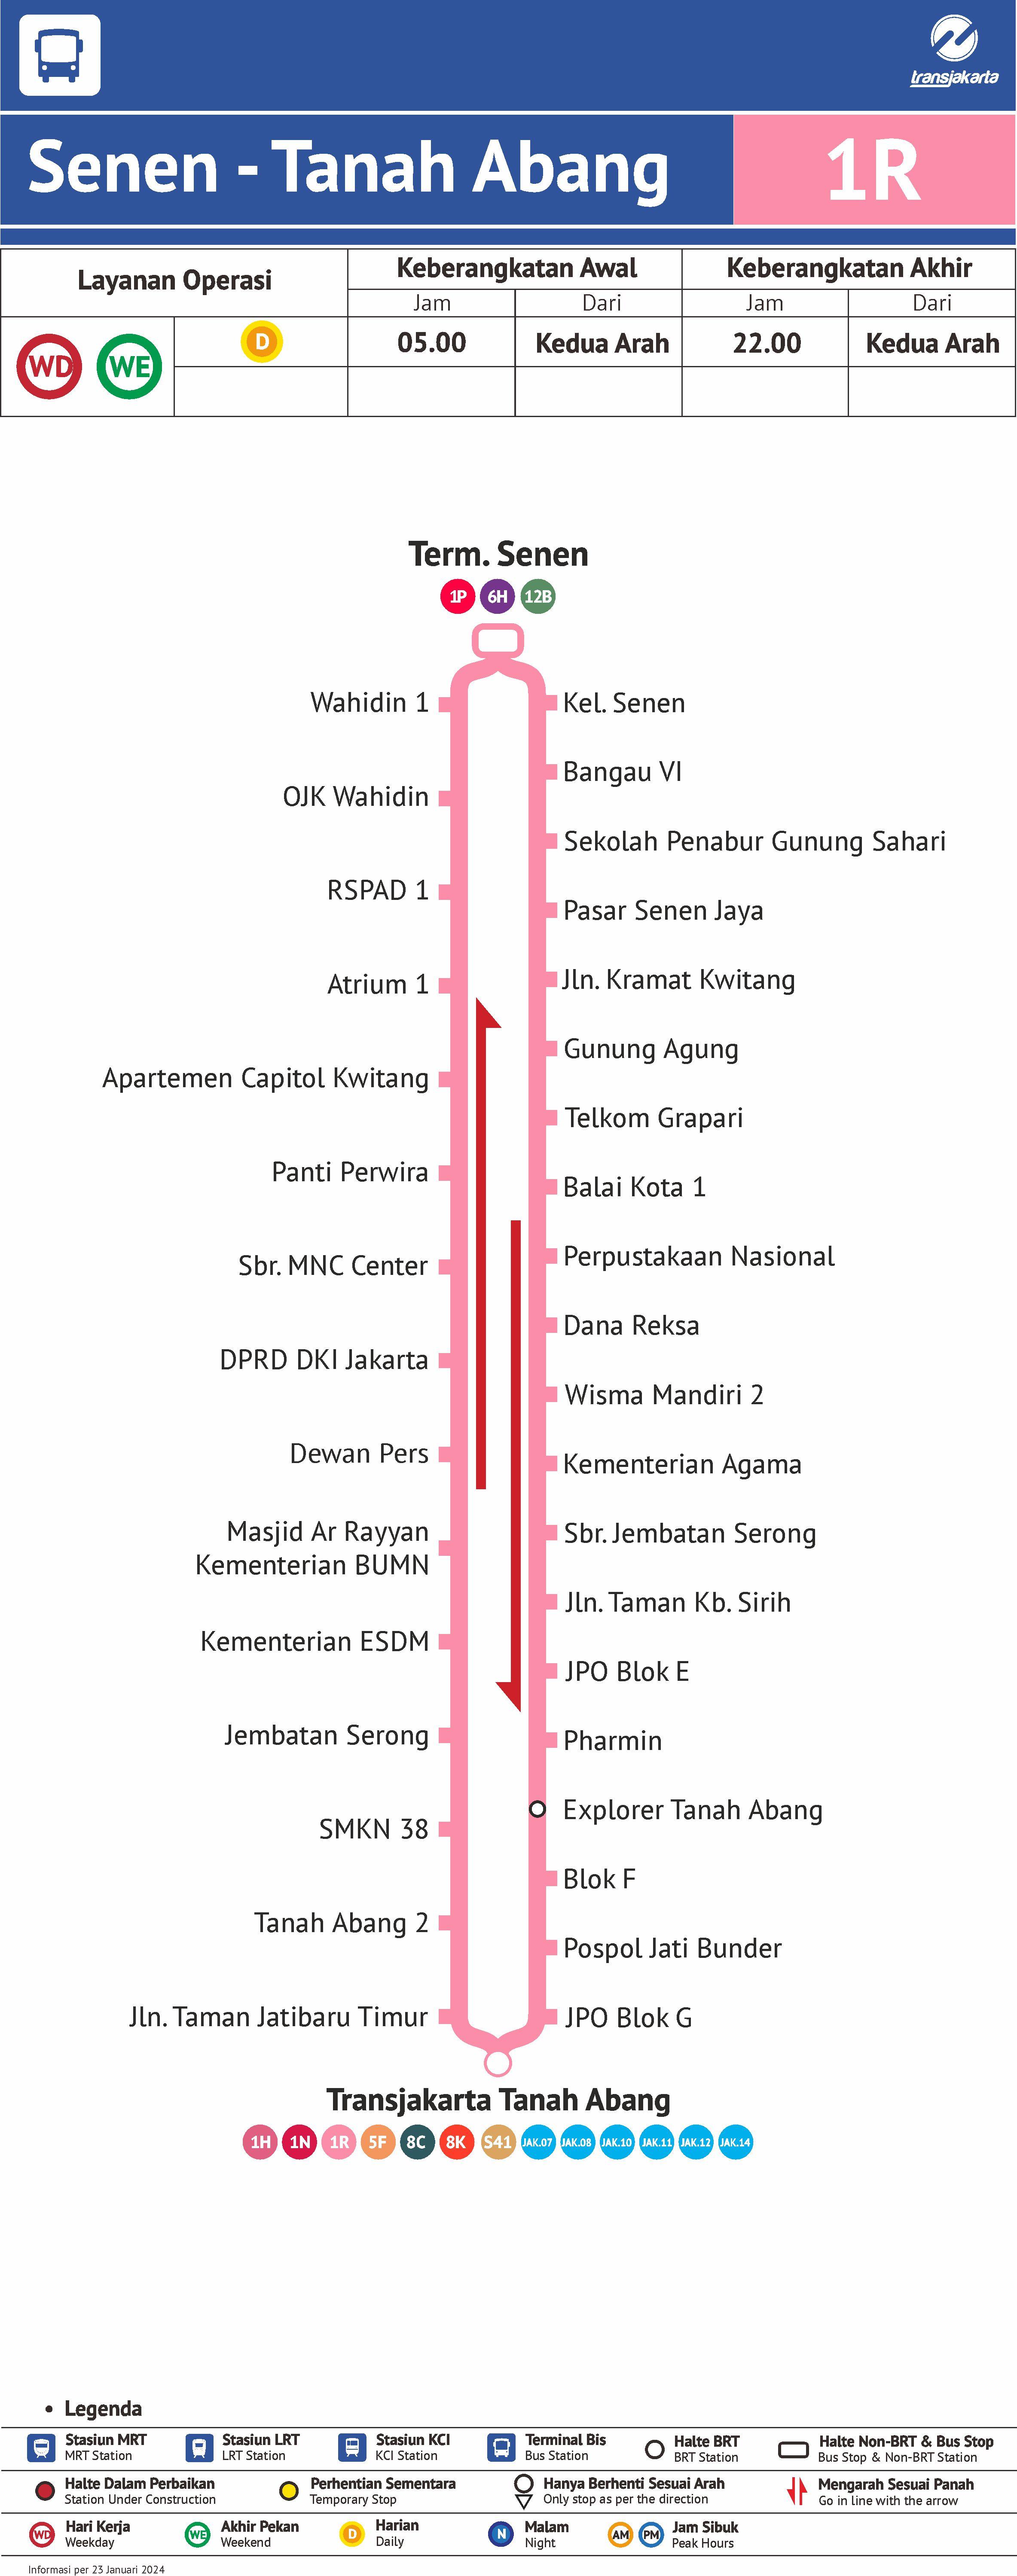 transjakarta
Senen - Tanah Abang
1R
Layanan Operasi
Keberangkatan Awal
Keberangkatan Akhir
Jam
Dari
Jam
Dari
WD
WE
D
05.00
Kedua Arah
22.00
Kedua Arah
Term. Senen
1P 6H 12B
Wahidin 1
OJK Wahidin
RSPAD 1
Atrium 1
Apartemen Capitol Kwitang
Panti Perwira
Sbr. MNC Center
DPRD DKI Jakarta
Dewan Pers
Masjid Ar Rayyan
Kementerian BUMN
Kementerian ESDM
Jembatan Serong
SMKN 38
Tanah Abang 2
Jln. Taman Jatibaru Timur
Kel. Senen
Bangau VI
Sekolah Penabur Gunung Sahari
Pasar Senen Jaya
Jln. Kramat Kwitang
Gunung Agung
Telkom Grapari
Balai Kota 1
Perpustakaan Nasional
Dana Reksa
Wisma Mandiri 2
Kementerian Agama
Sbr. Jembatan Serong
Jln. Taman Kb. Sirih
JPO Blok E
Pharmin
Explorer Tanah Abang
Blok F
Pospol Jati Bunder
JPO Blok G
Transjakarta Tanah Abang
1H 1N 1R 5F 8C 8K S41 JAK.07 JAK.08 JAK.10 JAK.11 JAK.12 JAK.14
• Legenda
Stasiun MRT
MRT Station
Stasiun LRT
LRT Station
Stasiun KCI
KCI Station
Terminal Bis
Bus Station
Halte BRT
BRT Station
Halte Non-BRT & Bus Stop
Bus Stop & Non-BRT Station
Halte Dalam Perbaikan
Station Under Construction
Perhentian Sementara
Temporary Stop
Hanya Berhenti Sesuai Arah
Only stop as per the direction
Mengarah Sesuai Panah
Go in line with the arrow
WD
Hari Kerja
Weekday
WE
Akhir Pekan
Weekend
D
Harian
Daily
N
Malam
Night
AM PM
Jam Sibuk
Peak Hours
Informasi per 23 Januari 2024